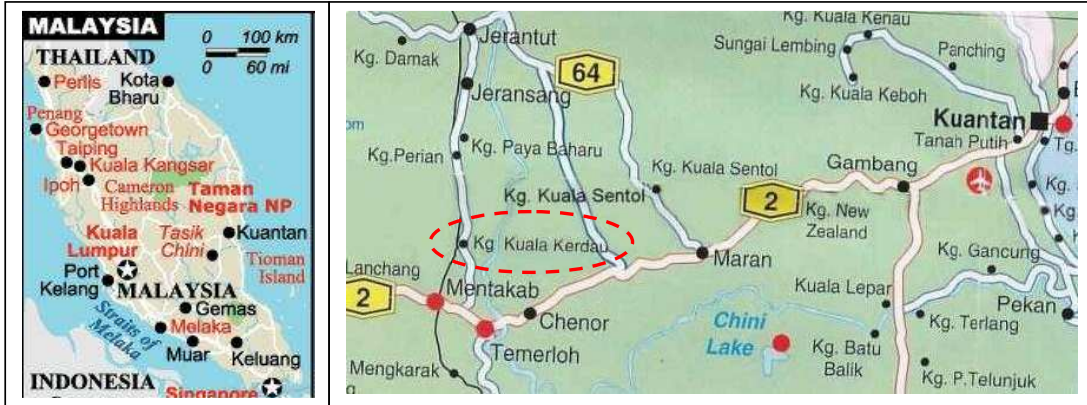 MALAYSIA
0 100 km
0 60 mi
THAILAND
Perlis
Kota
Bharu
Penang
Georgetown
Taiping
Kuala Kangsar
Ipoh
Cameron
Highlands
Taman
Negara NP
Kuala
Lumpur
Tasik
Chini
Kuantan
Tioman
Island
Port
Kelang
MALAYSIA
Gemas
Straits of
Melaka
Melaka
Muar
Keluang
INDONESIA
Singapore
Kg. Damak
Jerantut
64
Jeransang
Kg. Kuala Kenau
Sungai Lembing
Panching
Kg. Kuala Keboh
Kuantan
Tanah Putih
Tg.
Kg.Perian
Kg. Paya Baharu
Kg. Kuala Sentol
Kg. Kuala Sentol
Gambang
2
Kg. New
Zealand
Kg. Kuala Kerdau
Maran
Kg. Gancung
Lanchang
2
Mentakab
Chenor
Temerloh
Mengkarak
Kuala Lepar
Pekan
Kg. Terlang
Chini
Lake
Kg. Batu
Balik
Kg. P.Telunjuk